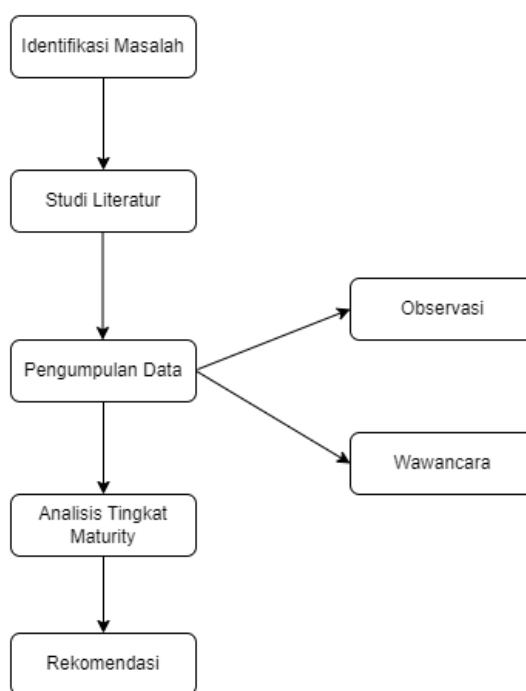 Identifikasi Masalah
Studi Literatur
Observasi
Pengumpulan Data
Wawancara
Analisis Tingkat
Maturity
Rekomendasi